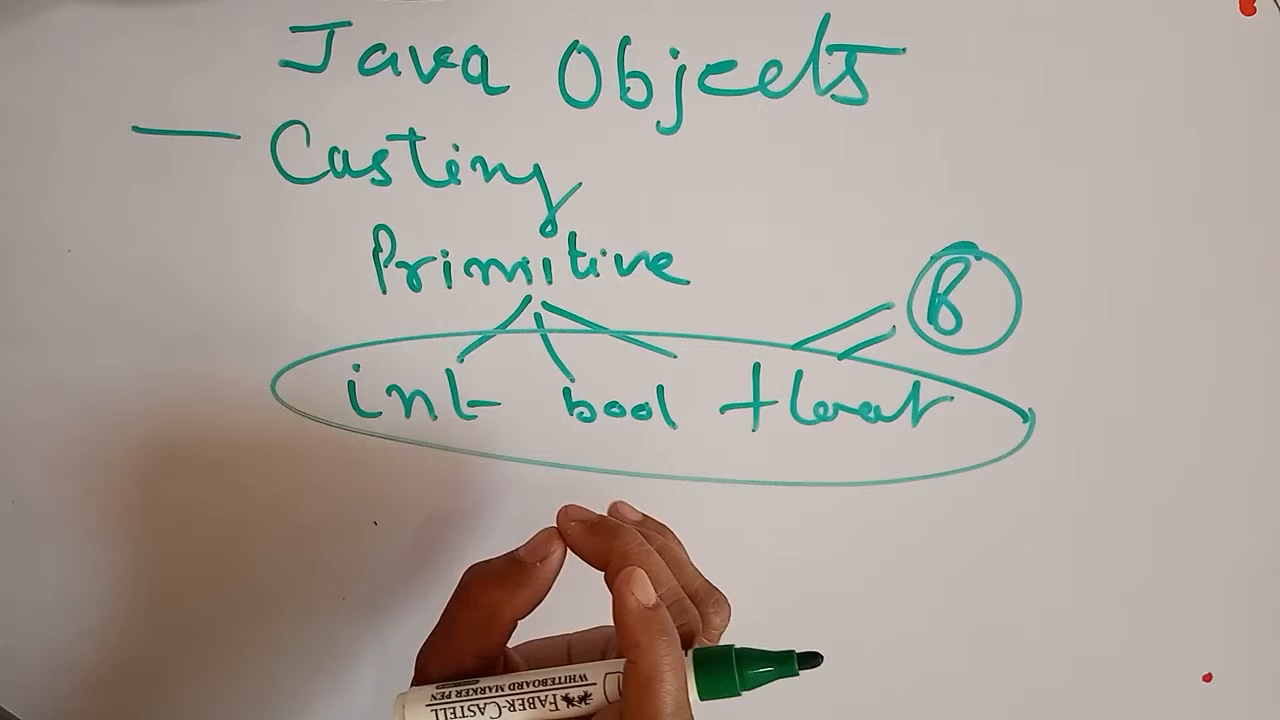 Java Objects
— Casting
Primitive
B
int bool float
WHITEBOARD MARKER PEN
FABER-CASTELL